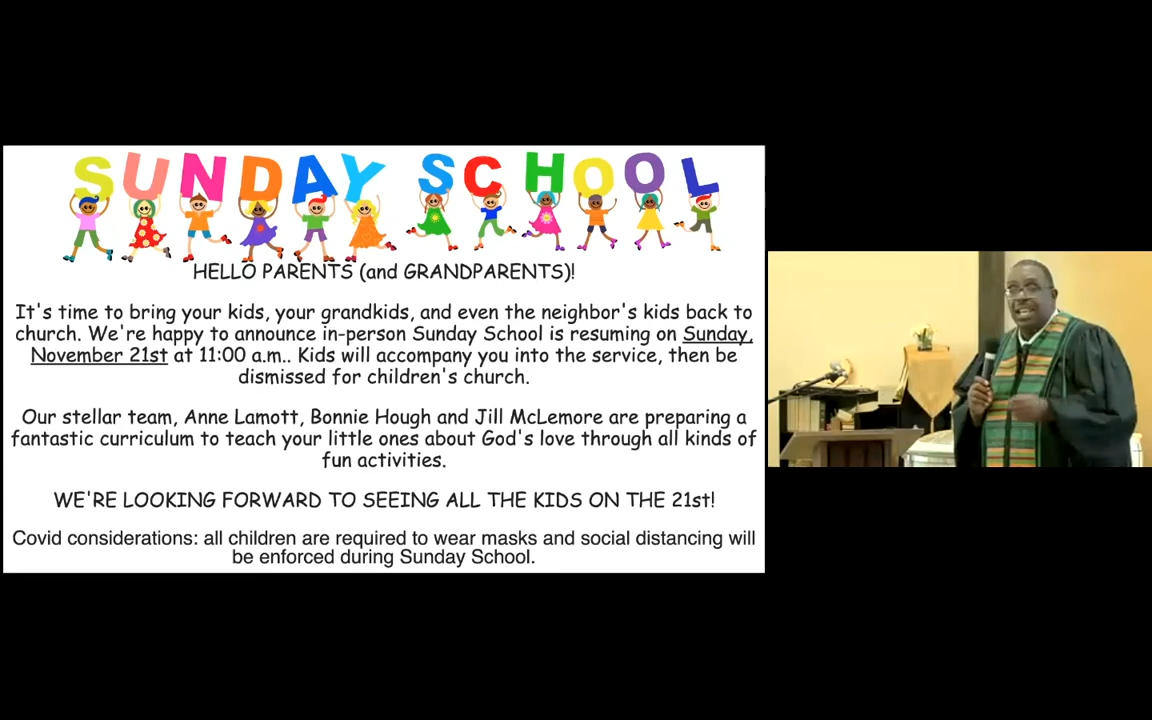 SUNDAY SCHOOL
HELLO PARENTS (and GRANDPARENTS)!
It's time to bring your kids, your grandkids, and even the neighbor's kids back to
church. We're happy to announce in-person Sunday School is resuming on Sunday,
November 21st at 11:00 a.m.. Kids will accompany you into the service, then be
dismissed for children's church.
Our stellar team, Anne Lamott, Bonnie Hough and Jill McLemore are preparing a
fantastic curriculum to teach your little ones about God's love through all kinds of
fun activities.
WE'RE LOOKING FORWARD TO SEEING ALL THE KIDS ON THE 21st!
Covid considerations: all children are required to wear masks and social distancing will
be enforced during Sunday School.